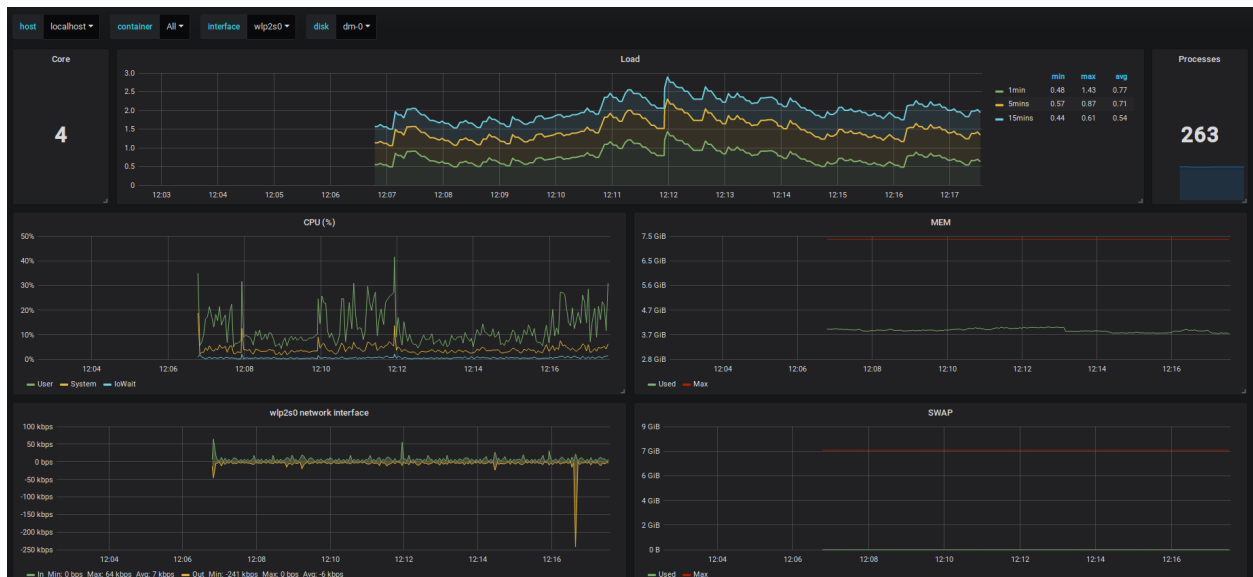 host localhost container All interface wlp2s0 disk dm-0
Core
4
Load
3.0
2.5
2.0
1.5
1.0
0.5
0
12:03 12:04 12:05 12:06 12:07 12:08 12:09 12:10 12:11 12:12 12:13 12:14 12:15 12:16 12:17
min max avg
1min 0.48 1.43 0.77
5mins 0.57 0.87 0.71
15mins 0.44 0.61 0.54
Processes
263
CPU (%)
50%
40%
30%
20%
10%
0%
12:04 12:06 12:08 12:10 12:12 12:14 12:16
User System IoWait
MEM
7.5 GiB
6.5 GiB
5.6 GiB
4.7 GiB
3.7 GiB
2.8 GiB
12:04 12:06 12:08 12:10 12:12 12:14 12:16
Used Max
wlp2s0 network interface
100 kbps
50 kbps
0 bps
-50 kbps
-100 kbps
-150 kbps
-200 kbps
-250 kbps
12:04 12:06 12:08 12:10 12:12 12:14 12:16
In Min: 0 bps Max: 64 kbps Avg: 7 kbps Out Min: -241 kbps Max: 0 bps Avg: -6 kbps
SWAP
9 GiB
7 GiB
6 GiB
4 GiB
2 GiB
0 B
12:04 12:06 12:08 12:10 12:12 12:14 12:16
Used Max